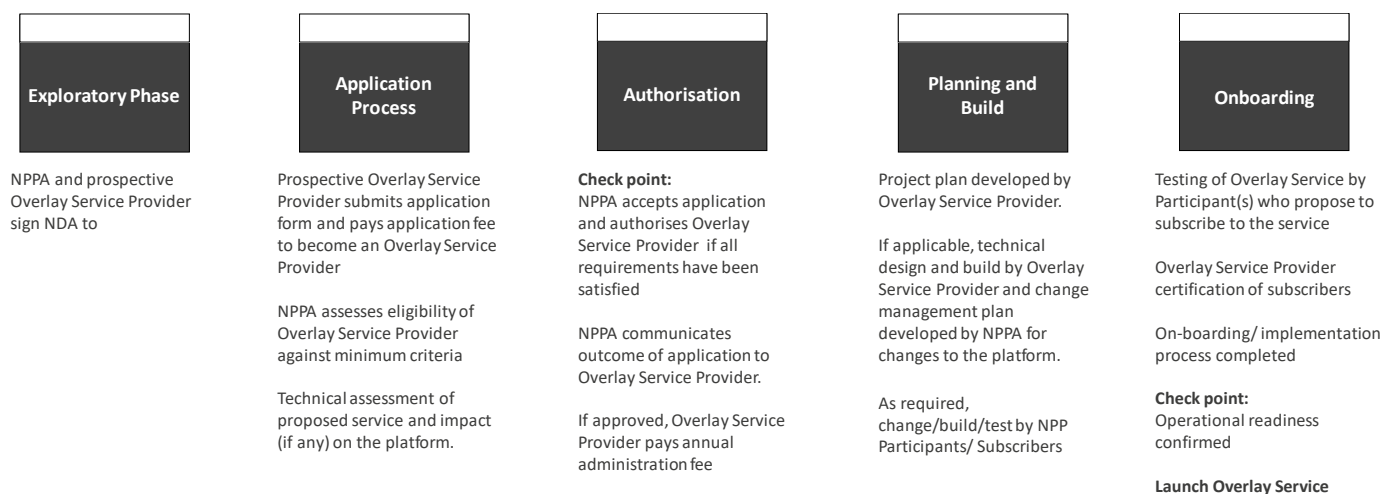 Exploratory Phase
NPPA and prospective
Overlay Service Provider
sign NDA to
Application
Process
Prospective Overlay Service
Provider submits application
form and pays application fee
to become an Overlay Service
Provider
NPPA assesses eligibility of
Overlay Service Provider
against minimum criteria
Technical assessment of
proposed service and impact
(if any) on the platform.
Authorisation
Check point:
NPPA accepts application
and authorises Overlay
Service Provider if all
requirements have been
satisfied
NPPA communicates
outcome of application to
Overlay Service Provider.
If approved, Overlay Service
Provider pays annual
administration fee
Planning and
Build
Project plan developed by
Overlay Service Provider.
If applicable, technical
design and build by Overlay
Service Provider and change
management plan
developed by NPPA for
changes to the platform.
As required,
change/build/test by NPP
Participants/ Subscribers
Onboarding
Testing of Overlay Service by
Participant(s) who propose to
subscribe to the service
Overlay Service Provider
certification of subscribers
On-boarding/ implementation
process completed
Check point:
Operational readiness
confirmed
Launch Overlay Service